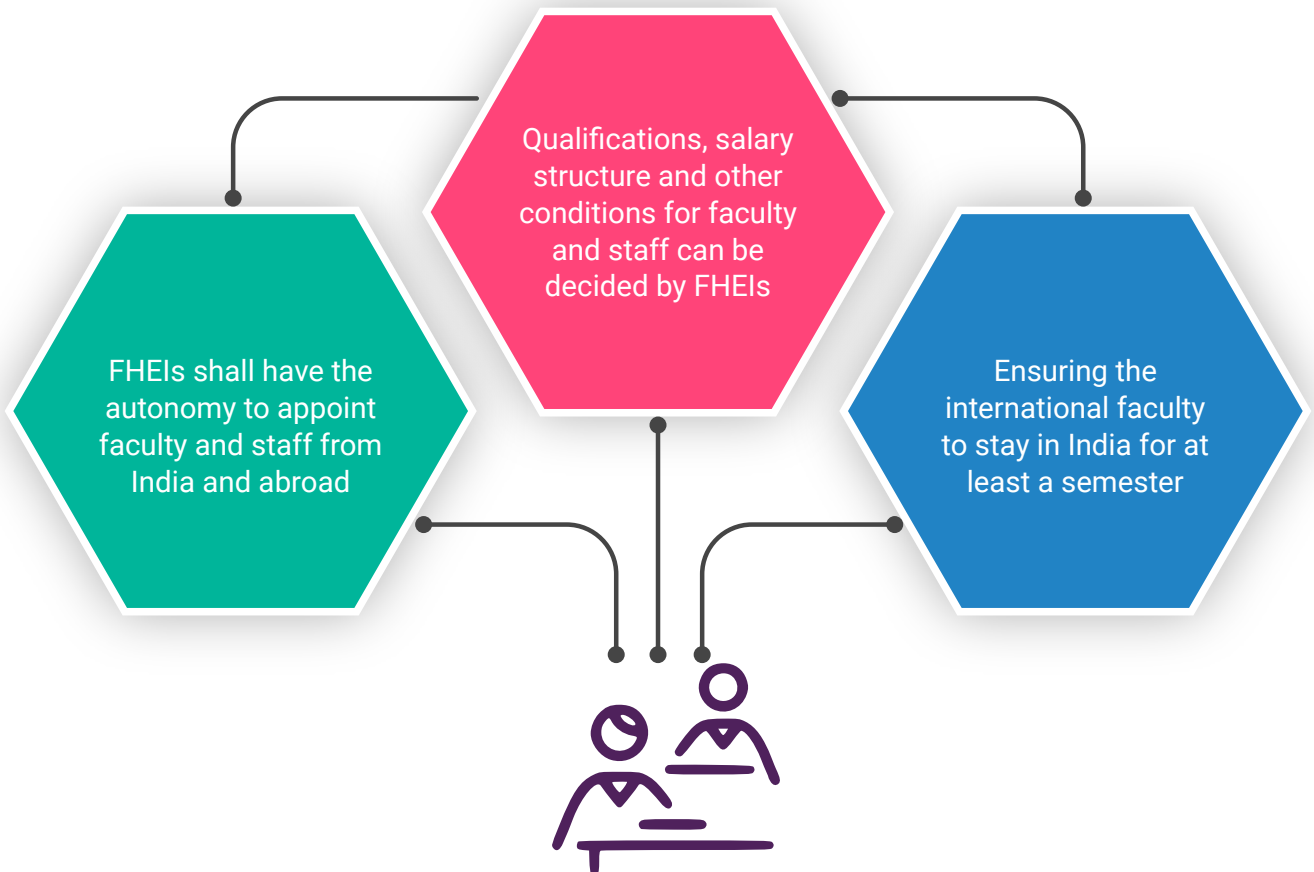 Qualifications, salary
structure and other
conditions for faculty
and staff can be
decided by FHEIs
FHEIs shall have the
autonomy to appoint
faculty and staff from
India and abroad
Ensuring the
international faculty
to stay in India for at
least a semester